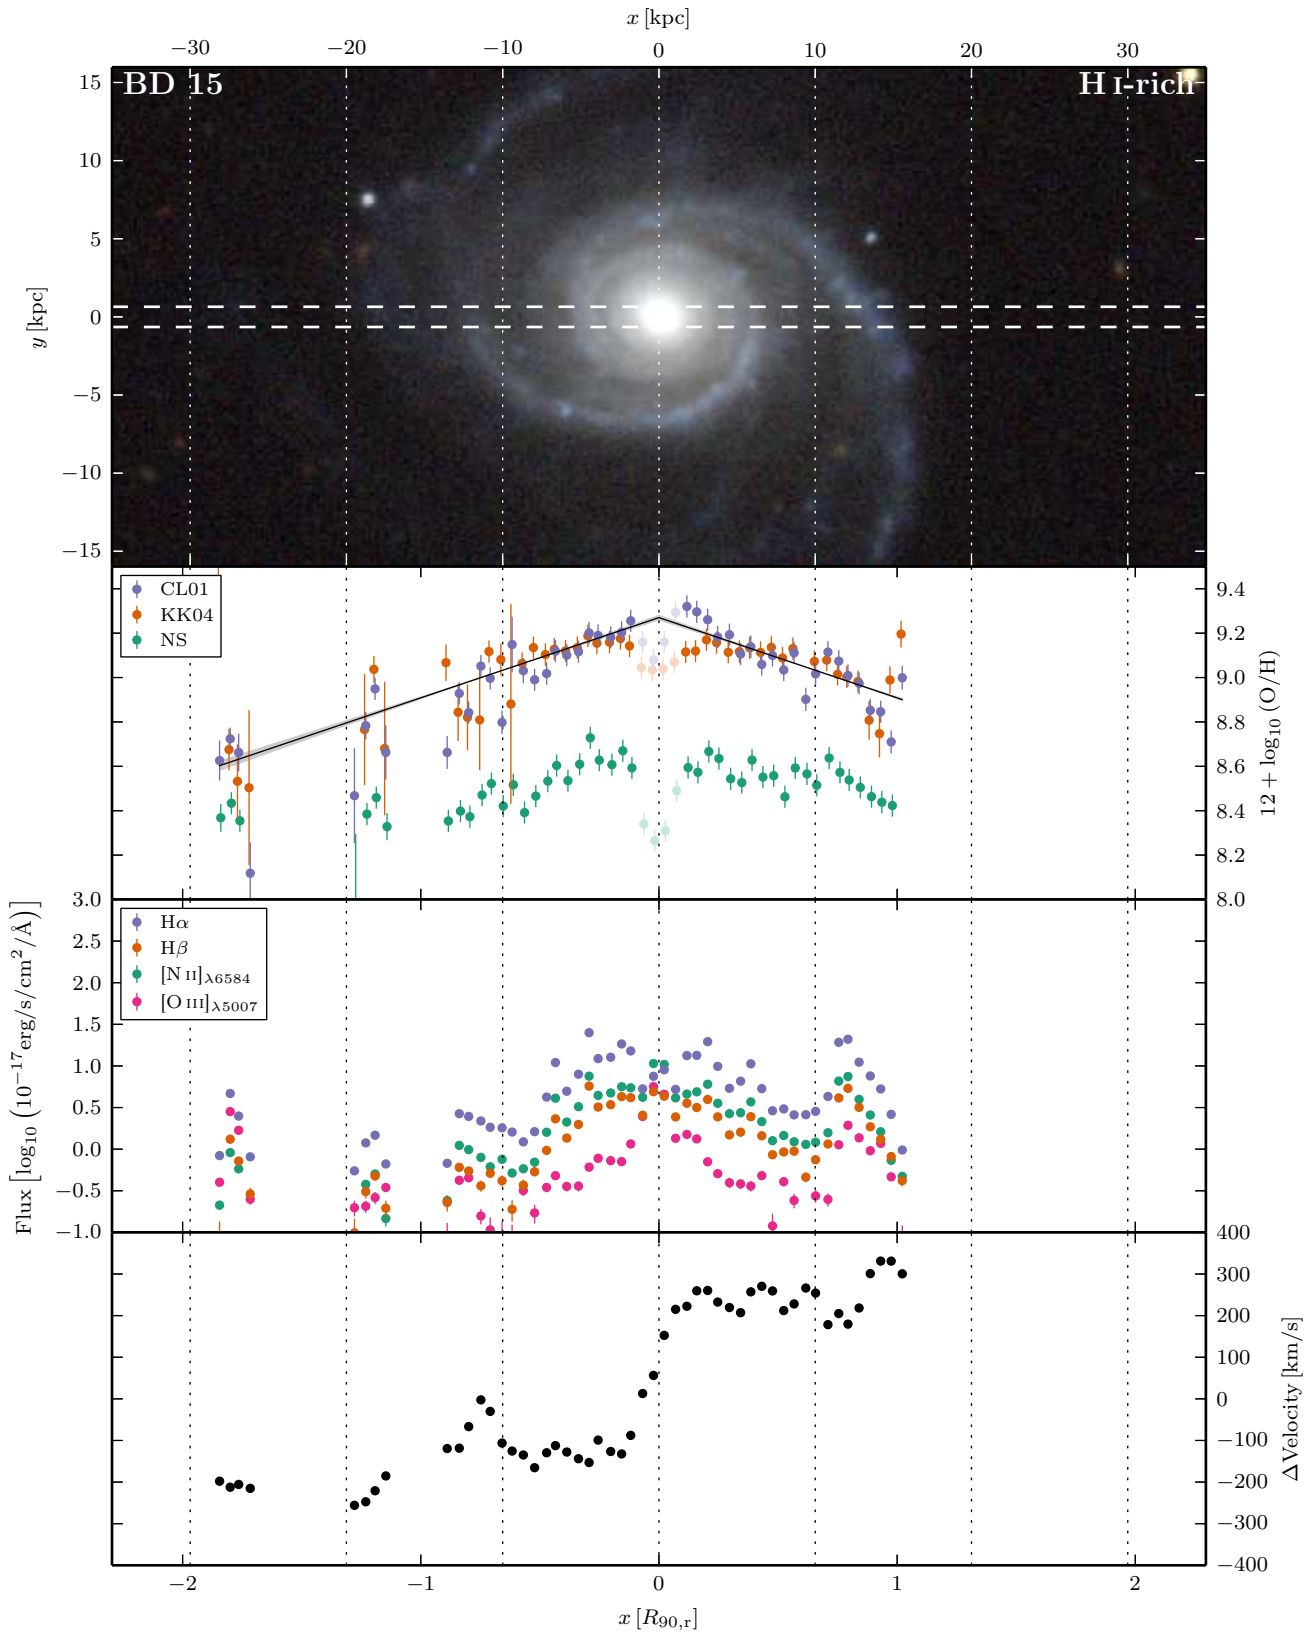 x [kpc]
−30 −20 −10 0 10 20 30
BD 15 H I-rich
15
10
5
0
−5
−10
−15
y [kpc]
CL01
KK04
NS
9.4
9.2
9.0
8.8
8.6
8.4
8.2
8.0
12 + log₁₀ (O/H)
3.0
2.5
2.0
1.5
1.0
0.5
0.0
−0.5
−1.0
Flux [log₁₀ (10⁻¹⁷erg/s/cm²/Å)]
Hα
Hβ
[N II]λ6584
[O III]λ5007
400
300
200
100
0
−100
−200
−300
−400
ΔVelocity [km/s]
−2 −1 0 1 2
x [R₉₀,ᵣ]